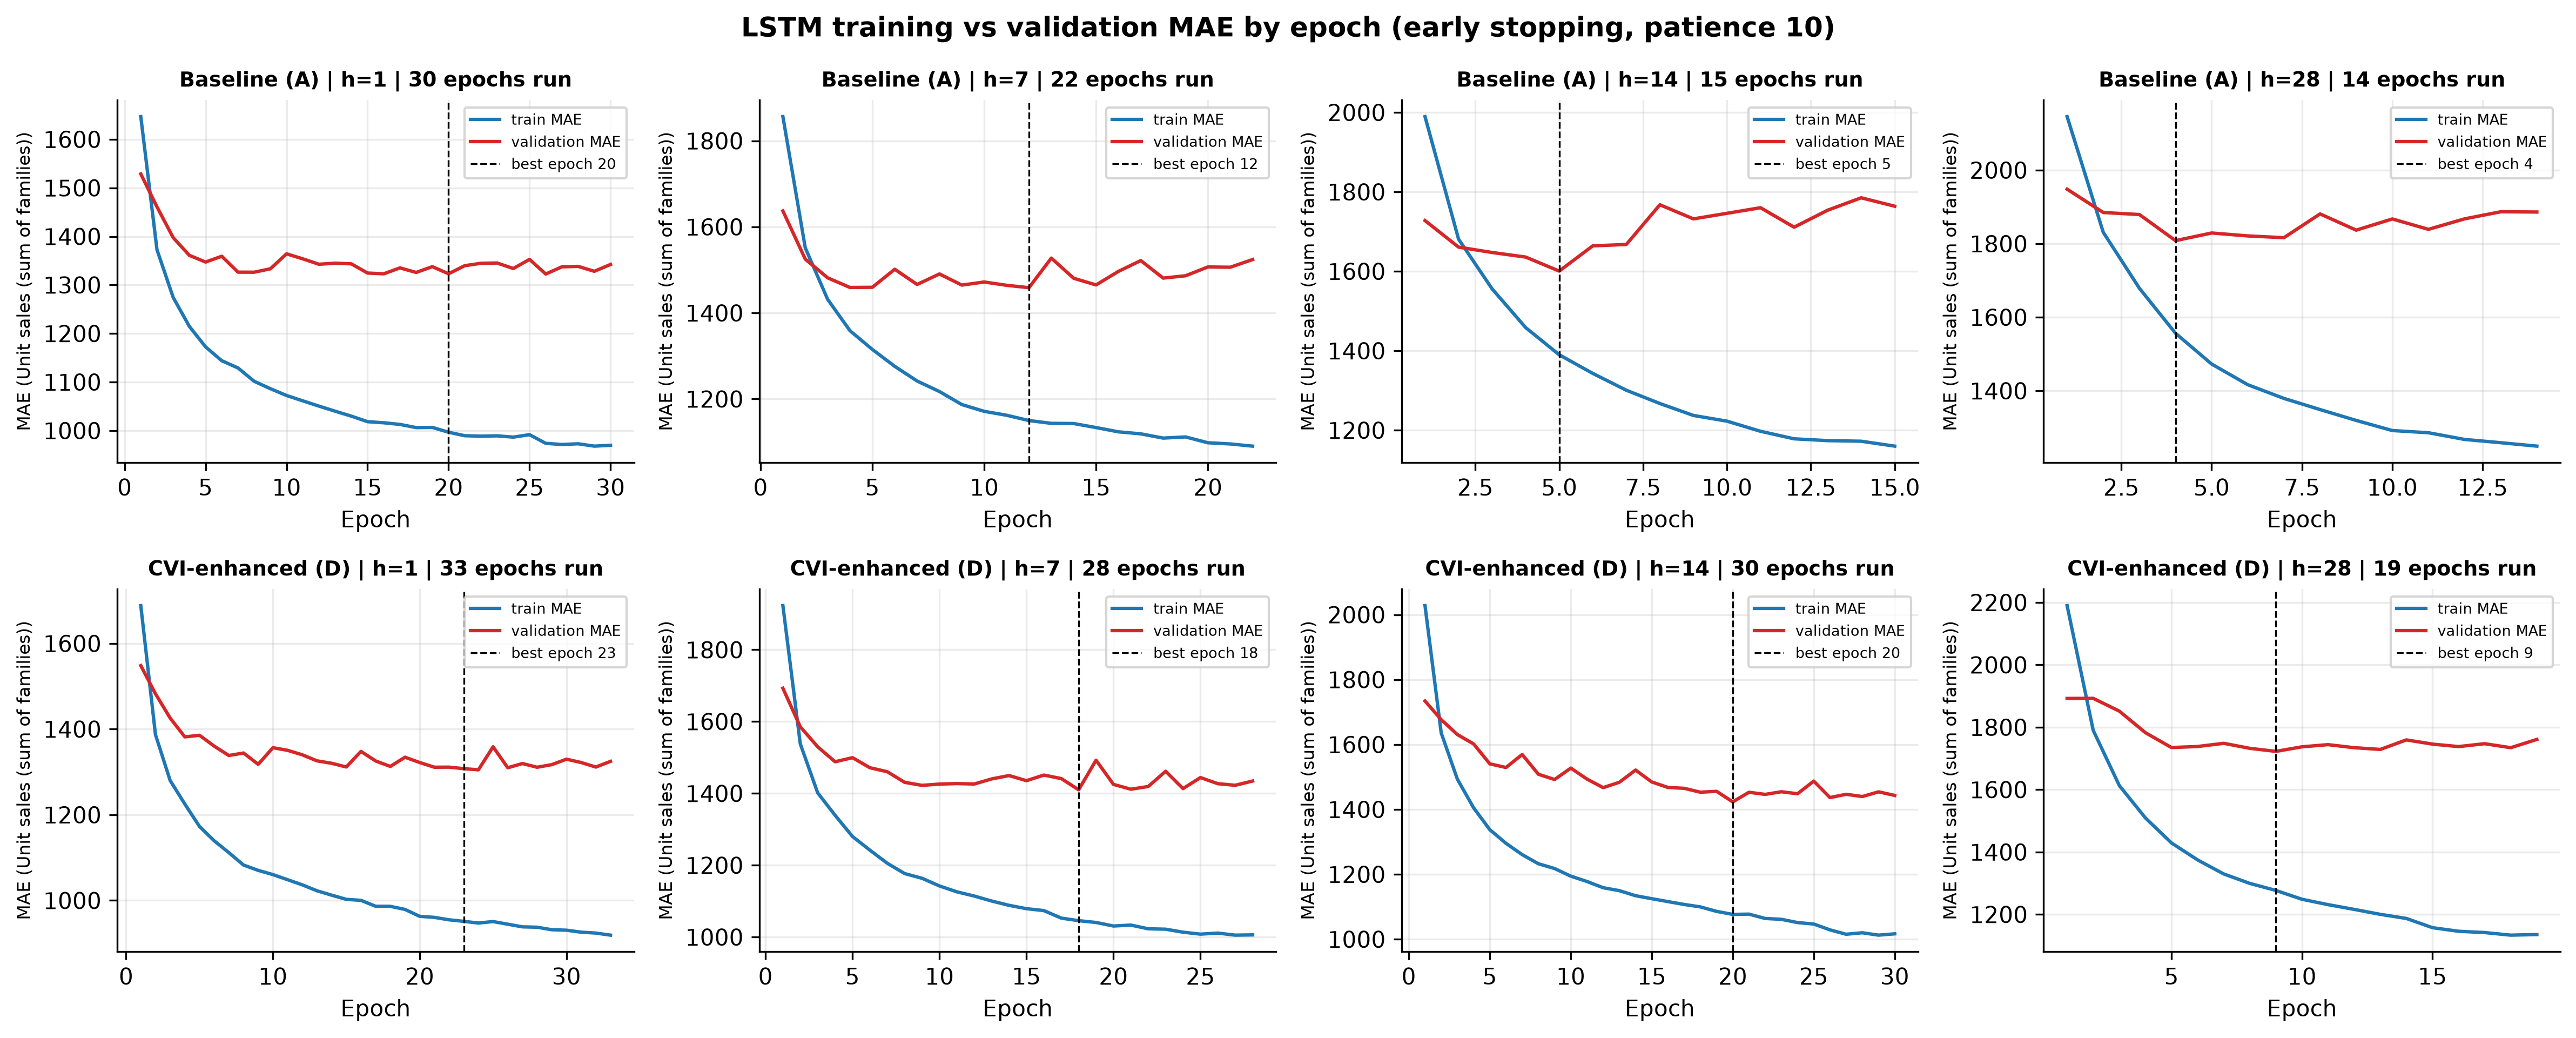 LSTM training vs validation MAE by epoch (early stopping, patience 10)
Baseline (A) | h=1 | 30 epochs run
MAE (Unit sales (sum of families))
1600
1500
1400
1300
1200
1100
1000
train MAE
validation MAE
best epoch 20
0 5 10 15 20 25 30
Epoch
Baseline (A) | h=7 | 22 epochs run
MAE (Unit sales (sum of families))
1800
1600
1400
1200
train MAE
validation MAE
best epoch 12
0 5 10 15 20
Epoch
Baseline (A) | h=14 | 15 epochs run
MAE (Unit sales (sum of families))
2000
1800
1600
1400
1200
train MAE
validation MAE
best epoch 5
2.5 5.0 7.5 10.0 12.5 15.0
Epoch
Baseline (A) | h=28 | 14 epochs run
MAE (Unit sales (sum of families))
2000
1800
1600
1400
train MAE
validation MAE
best epoch 4
2.5 5.0 7.5 10.0 12.5
Epoch
CVI-enhanced (D) | h=1 | 33 epochs run
MAE (Unit sales (sum of families))
1600
1400
1200
1000
train MAE
validation MAE
best epoch 23
0 10 20 30
Epoch
CVI-enhanced (D) | h=7 | 28 epochs run
MAE (Unit sales (sum of families))
1800
1600
1400
1200
1000
train MAE
validation MAE
best epoch 18
0 5 10 15 20 25
Epoch
CVI-enhanced (D) | h=14 | 30 epochs run
MAE (Unit sales (sum of families))
2000
1800
1600
1400
1200
1000
train MAE
validation MAE
best epoch 20
0 5 10 15 20 25 30
Epoch
CVI-enhanced (D) | h=28 | 19 epochs run
MAE (Unit sales (sum of families))
2200
2000
1800
1600
1400
1200
train MAE
validation MAE
best epoch 9
5 10 15
Epoch